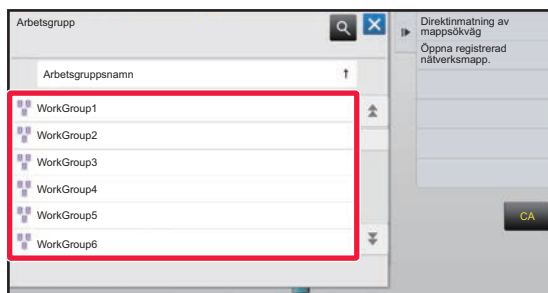 Arbetsgrupp
Arbetsgruppsnamn
WorkGroup1
WorkGroup2
WorkGroup3
WorkGroup4
WorkGroup5
WorkGroup6
Direktinmatning av
mappsökväg
Öppna registrerad
nätverksmapp.
CA